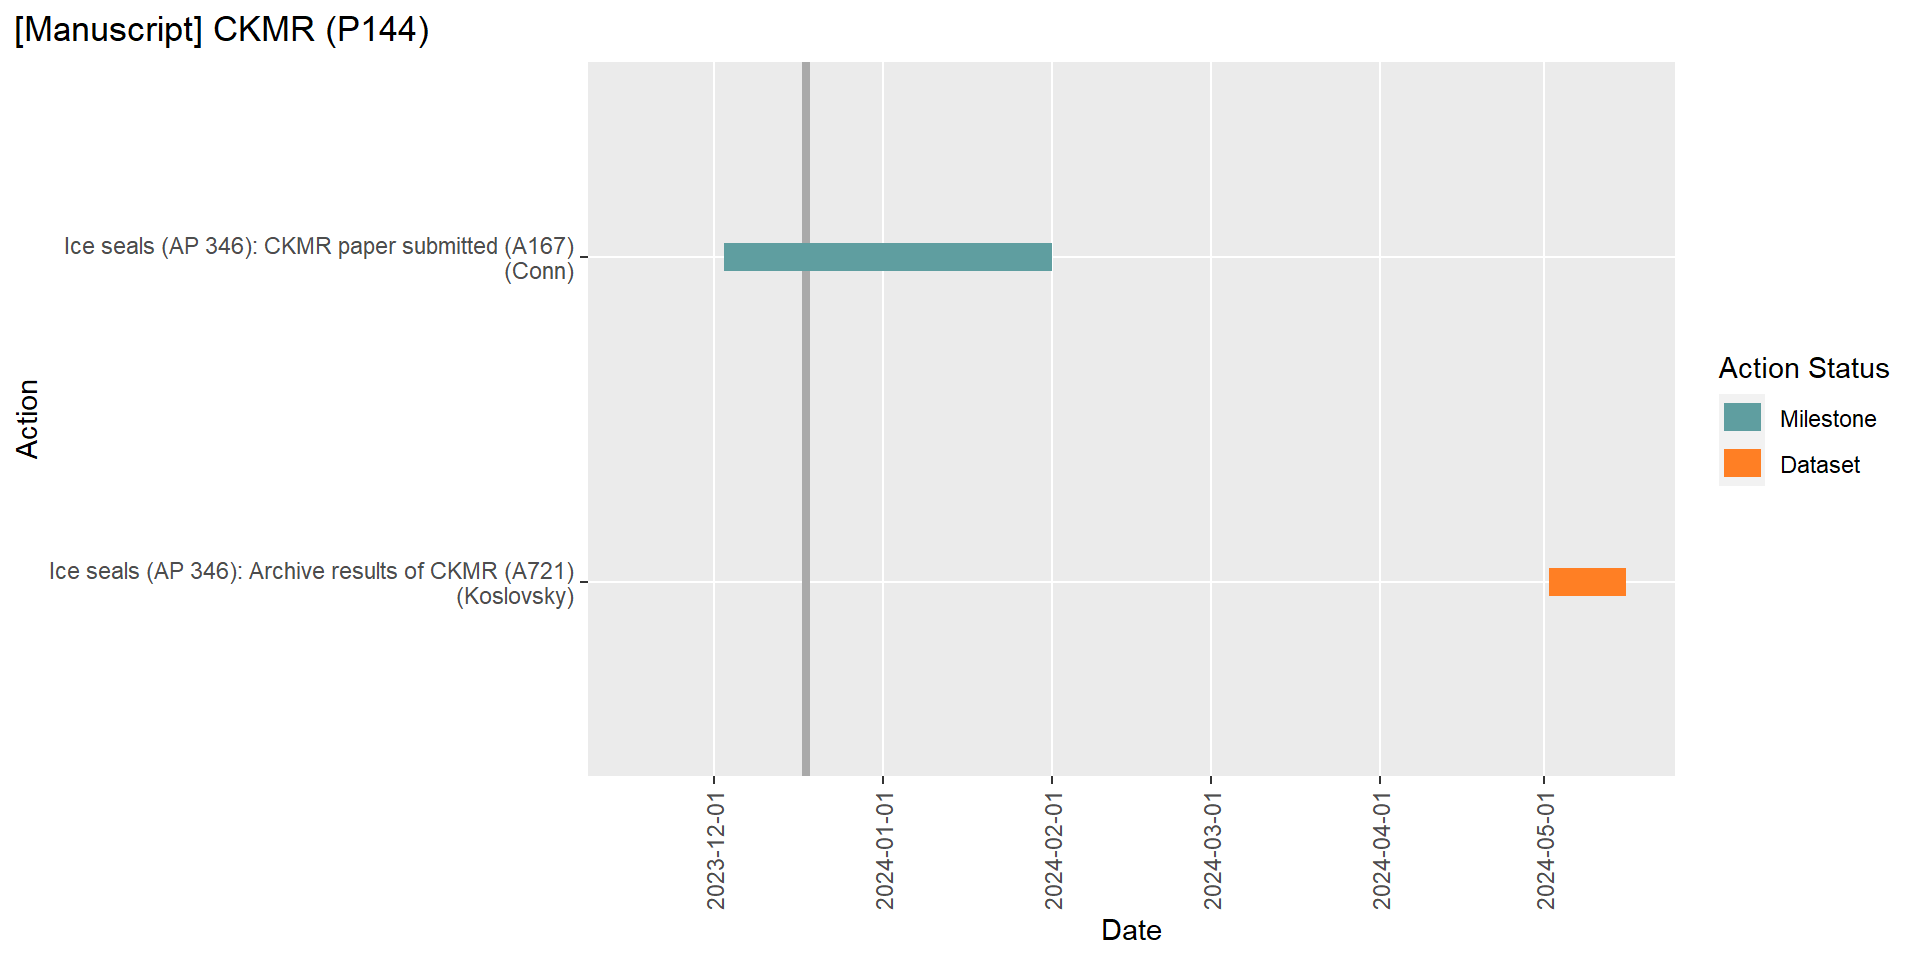 [Manuscript] CKMR (P144)
Ice seals (AP 346): CKMR paper submitted (A167)
(Conn)
Ice seals (AP 346): Archive results of CKMR (A721)
(Koslovsky)
Action
2023-12-01
2024-01-01
2024-02-01
2024-03-01
2024-04-01
2024-05-01
Date
Action Status
Milestone
Dataset